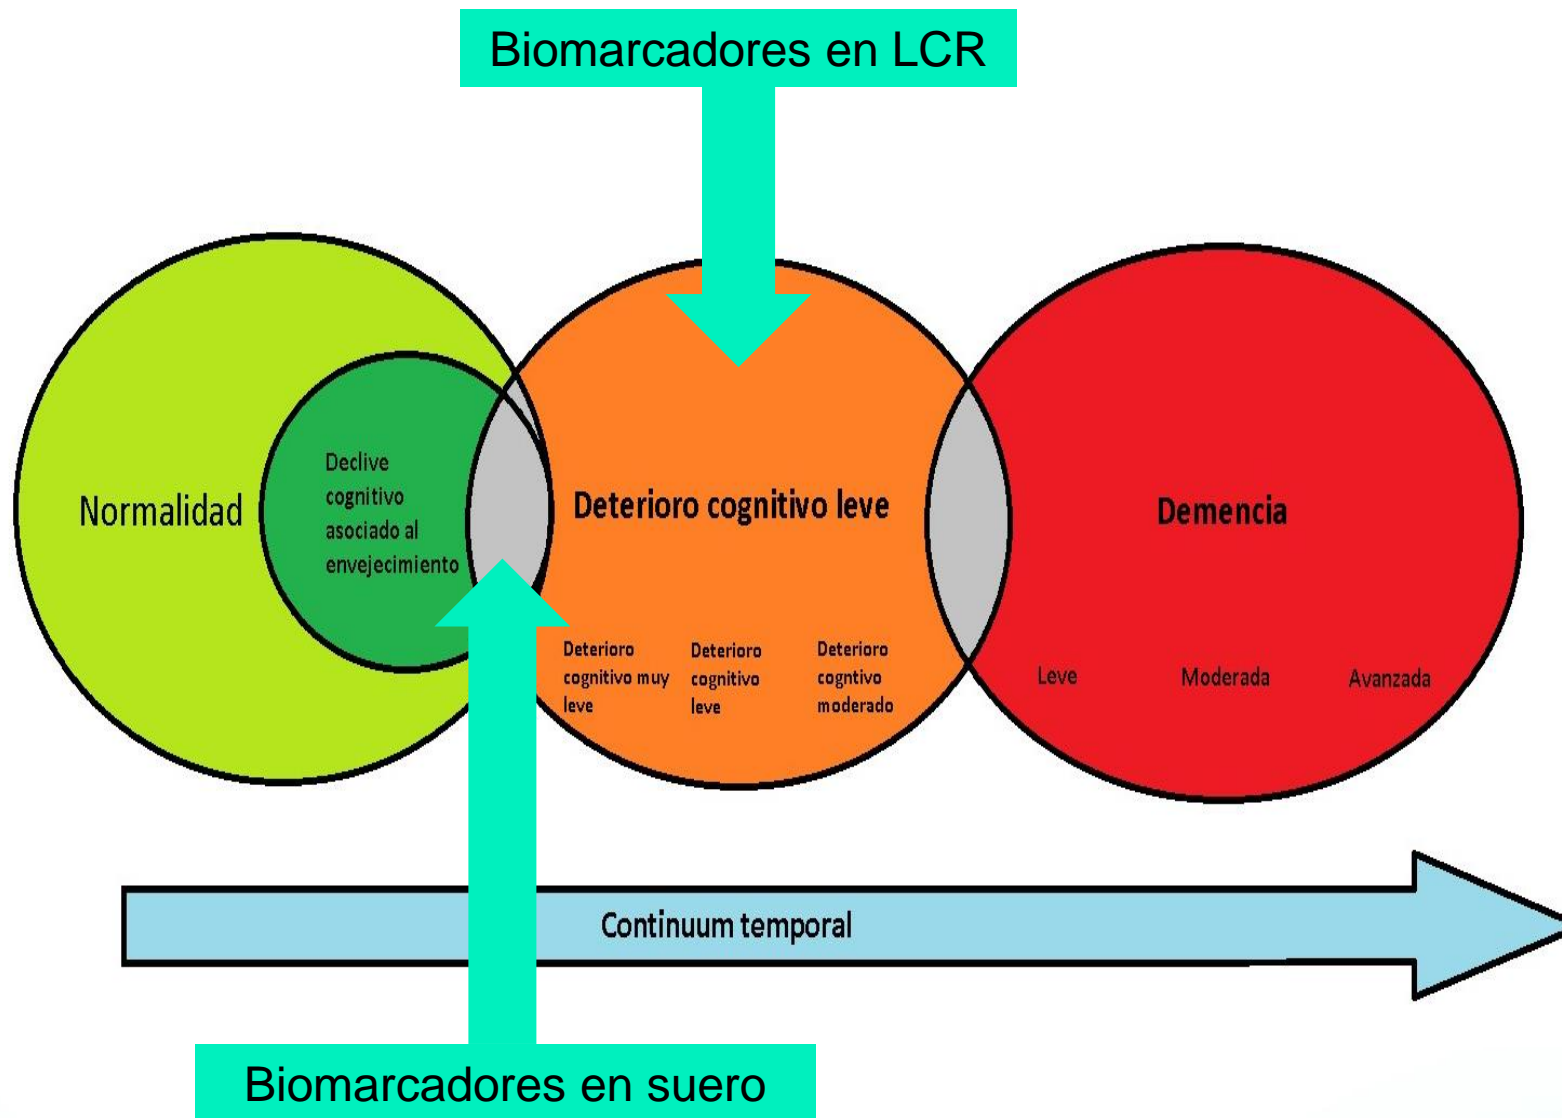 Biomarcadores en LCR
Normalidad
Declive
cognitivo
asociado al
envejecimiento
Deterioro cognitivo leve
Deterioro
cognitivo muy
leve
Deterioro
cognitivo
leve
Deterioro
cogntivo
moderado
Demencia
Leve
Moderada
Avanzada
Continuum temporal
Biomarcadores en suero